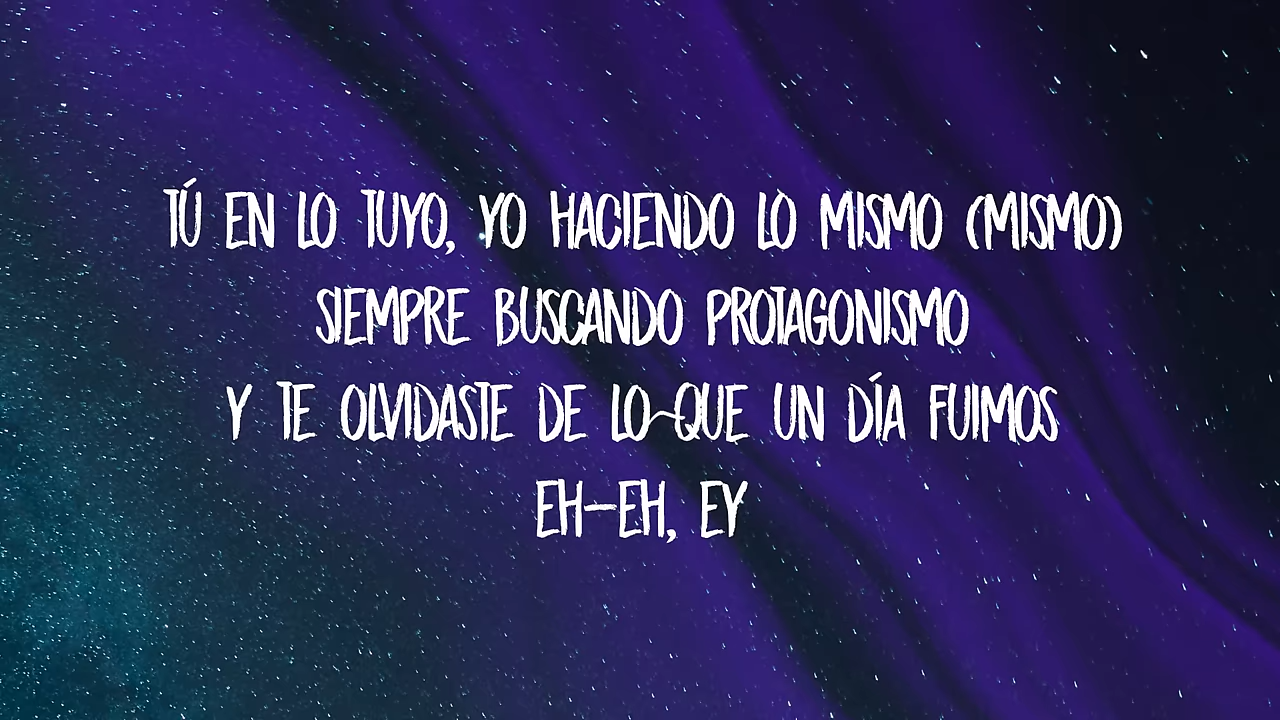 TÚ EN LO TUYO, YO HACIENDO LO MISMO (MISMO)
SIEMPRE BUSCANDO PROTAGONISMO
Y TE OLVIDASTE DE LO QUE UN DÍA FUIMOS
EH-EH, EY